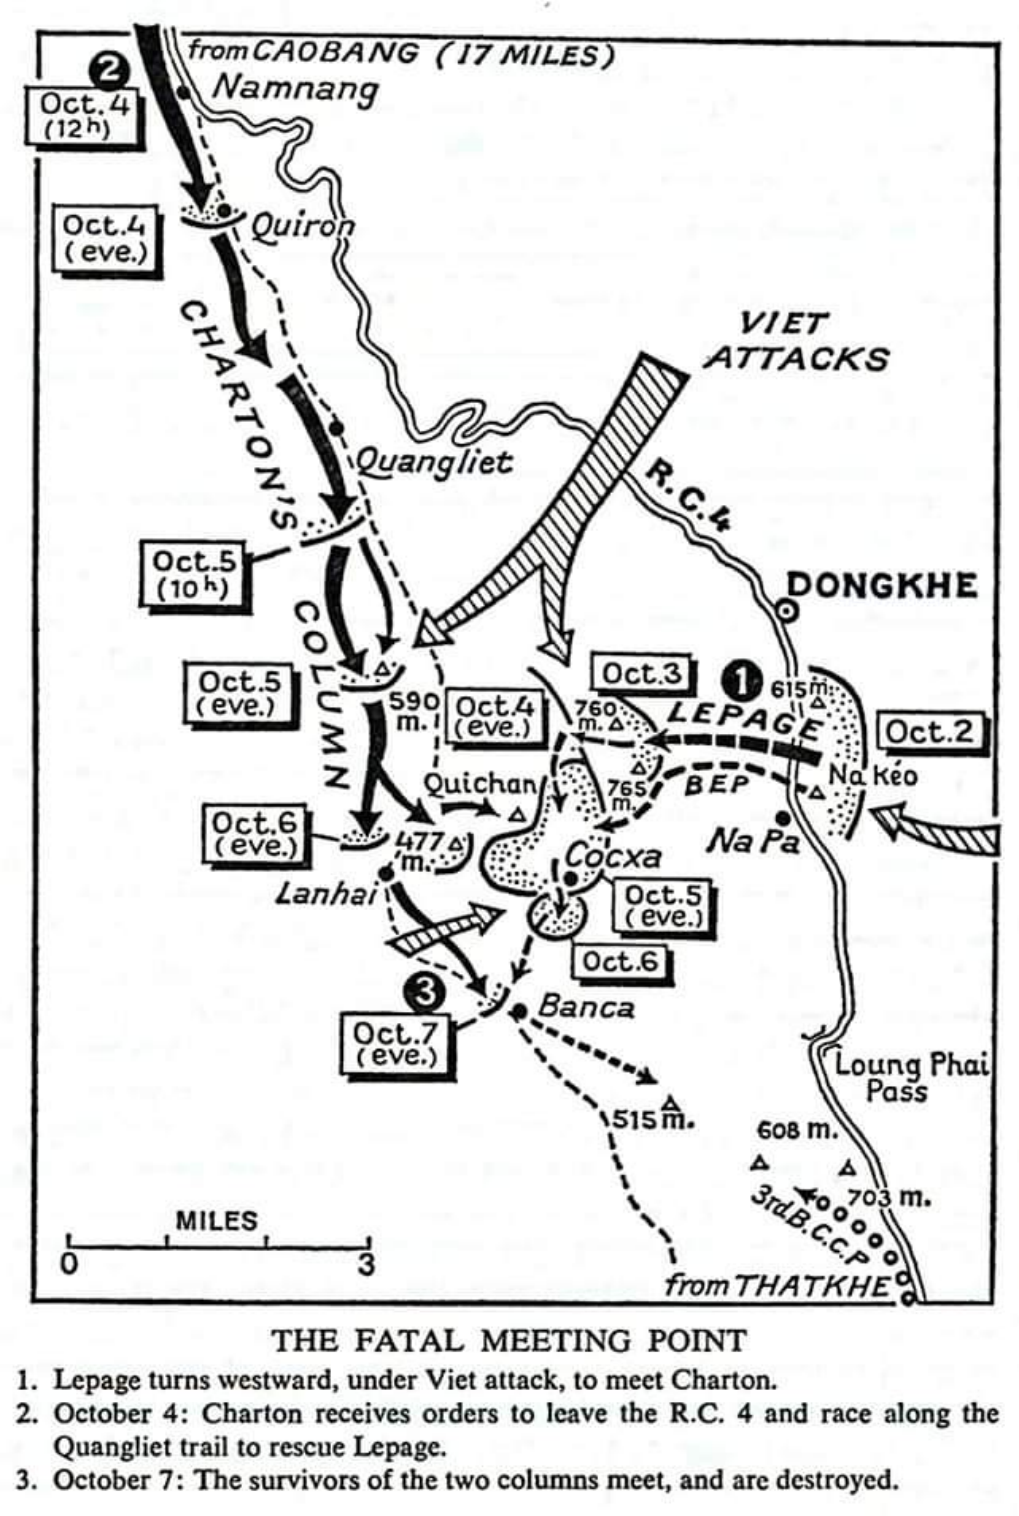 from CAOBANG (17 MILES)
2
Oct. 4
(12h)
Namnang
Oct.4
(eve.)
Quiron
VIET
ATTACKS
CHARTON'S
COLUMN
Quangliet
R.C.4
Oct..5
(10h)
DONGKHE
Oct.5
(eve.)
590
m.
Oct.4
(eve.)
Oct.3
1
615m.
760
m.
LEPAGE
Oct.2
Quichan
765
m.
BEP
Na kéo
Oct.6
(eve.)
477
m.
Na Pa
Cocxa
Lanhai
Oct.5
(eve.)
Oct.6
3
Banca
Oct.7
(eve.)
Loung Phai
Pass
515m.
608 m.
703 m.
3rd B.C.C.P
MILES
0
3
from THATKHE
THE FATAL MEETING POINT
1. Lepage turns westward, under Viet attack, to meet Charton.
2. October 4: Charton receives orders to leave the R.C. 4 and race along the
Quangliet trail to rescue Lepage.
3. October 7: The survivors of the two columns meet, and are destroyed.